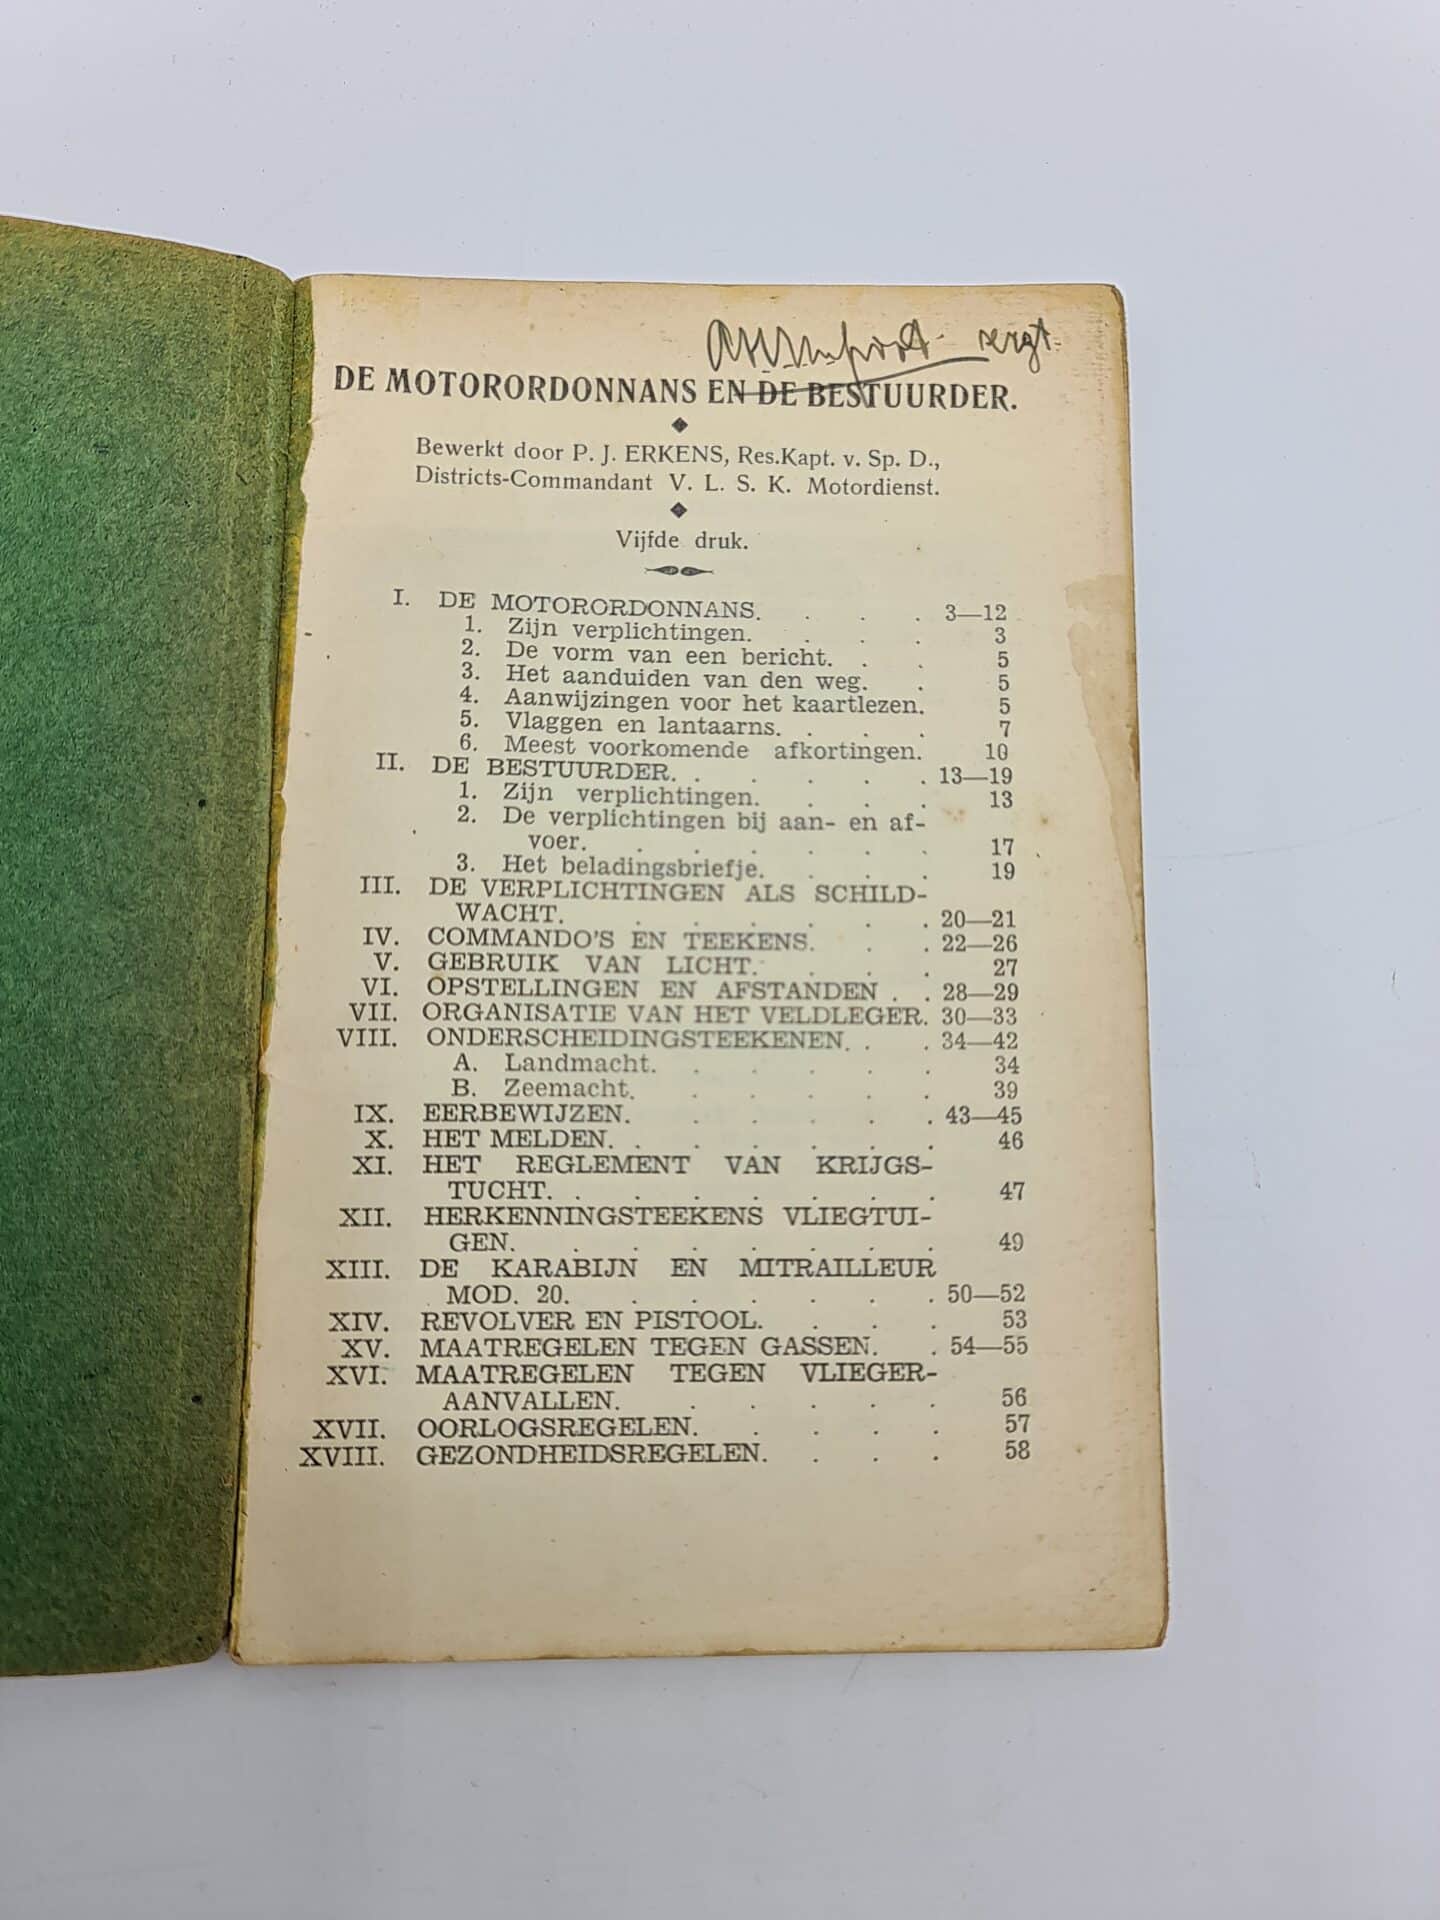 sergt.
DE MOTORORDONNANS EN DE BESTUURDER.
Bewerkt door P. J. ERKENS, Res.Kapt. v. Sp. D.,
Districts-Commandant V. L. S. K. Motordienst.
Vijfde druk.
I. DE MOTORORDONNANS. . . . 3—12
1. Zijn verplichtingen. . . . 3
2. De vorm van een bericht. . . 5
3. Het aanduiden van den weg. . 5
4. Aanwijzingen voor het kaartlezen. 5
5. Vlaggen en lantaarns. . . . 7
6. Meest voorkomende afkortingen. 10
II. DE BESTUURDER. . . . . . 13—19
1. Zijn verplichtingen. . . . 13
2. De verplichtingen bij aan- en af-
voer. . . . . . . 17
3. Het beladingsbriefje. . . . 19
III. DE VERPLICHTINGEN ALS SCHILD-
WACHT. . . . . . . 20—21
IV. COMMANDO'S EN TEEKENS. . . 22—26
V. GEBRUIK VAN LICHT. . . . 27
VI. OPSTELLINGEN EN AFSTANDEN . . 28—29
VII. ORGANISATIE VAN HET VELDLEGER. 30—33
VIII. ONDERSCHEIDINGSTEEKENEN. . . 34—42
A. Landmacht. . . . . . 34
B. Zeemacht. . . . . . 39
IX. EERBEWIJZEN. . . . . . 43—45
X. HET MELDEN. . . . . . . 46
XI. HET REGLEMENT VAN KRIJGS-
TUCHT. . . . . . . . 47
XII. HERKENNINGSTEEKENS VLIEGTUI-
GEN. . . . . . . . 49
XIII. DE KARABIJN EN MITRAILLEUR
MOD. 20. . . . . . . 50—52
XIV. REVOLVER EN PISTOOL. . . . 53
XV. MAATREGELEN TEGEN GASSEN. . 54—55
XVI. MAATREGELEN TEGEN VLIEGER-
AANVALLEN. . . . . . 56
XVII. OORLOGSREGELEN. . . . . 57
XVIII. GEZONDHEIDSREGELEN. . . . 58